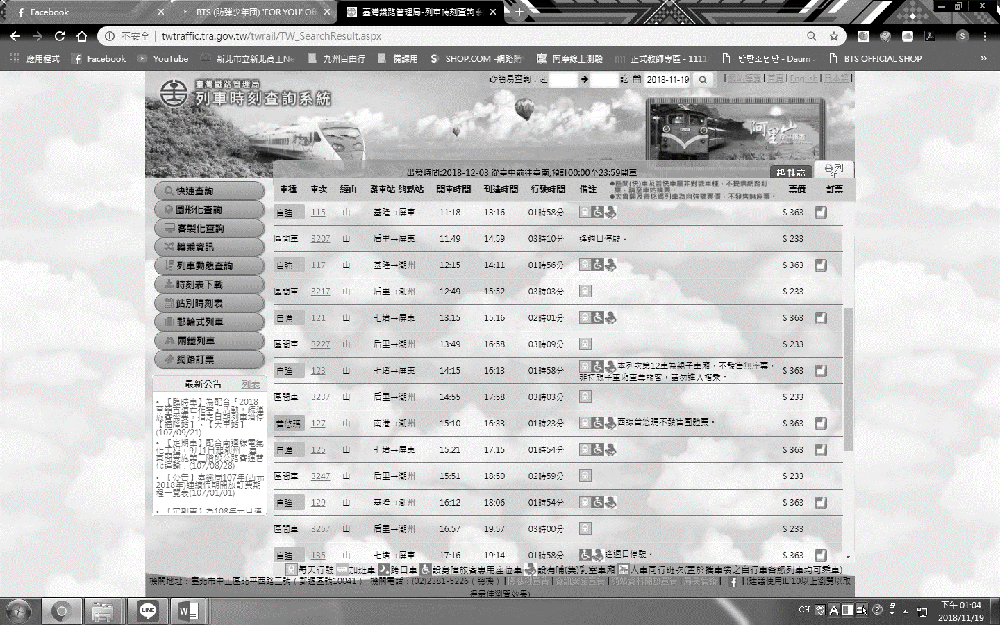 Facebook
BTS (防弾少年団) 'FOR YOU' Off
臺灣鐵路管理局-列車時刻查詢系
不安全 | twtraffic.tra.gov.tw/twrail/TW_SearchResult.aspx
S
應用程式 Facebook YouTube 新北市立新北高工Ne 九州自由行 備課用 SHOP.COM -網路購 阿摩線上測驗 正式教師專區 - 1111 방탄소년단 - Daum BTS OFFICIAL SHOP »
簡易查詢：起 訖 2018-11-19 | 網站導覽 | 首頁 | English | 日本語 |
臺灣鐵路管理局
列車時刻查詢系統
阿里山
森林鐵道
出發時間:2018-12-03 從臺中前往臺南,預計00:00至23:59開車
起⇅訖
列印
車種 車次 經由 發車站-終點站 開車時間 到達時間 行駛時間 備註 票價 訂票
●區間(快)車及普快車屬非對號車種，不提供網路訂票，請至車站購票。
●太魯閣及普悠瑪列車為自強號票價，不發售無座票。
自強 115 山 基隆→屏東 11:18 13:16 01時58分 $ 363
區間車 3207 山 后里→屏東 11:49 14:59 03時10分 逢週日停駛。 $ 233
自強 117 山 基隆→潮州 12:15 14:11 01時56分 $ 363
區間車 3217 山 后里→潮州 12:49 15:52 03時03分 $ 233
自強 121 山 七堵→屏東 13:15 15:16 02時01分 $ 363
區間車 3227 山 后里→潮州 13:49 16:58 03時09分 $ 233
自強 123 山 七堵→屏東 14:15 16:13 01時58分 本列次第12車為親子車廂，不發售無座票，非持親子車廂車票旅客，請勿進入搭乘。 $ 363
區間車 3237 山 后里→潮州 14:55 17:58 03時03分 $ 233
普悠瑪 127 山 南港→潮州 15:10 16:33 01時23分 西線普悠瑪不發售團體票。 $ 363
自強 125 山 七堵→屏東 15:21 17:15 01時54分 $ 363
區間車 3247 山 后里→潮州 15:51 18:50 02時59分 $ 233
自強 129 山 基隆→潮州 16:12 18:06 01時54分 $ 363
區間車 3257 山 后里→潮州 16:57 19:57 03時00分 $ 233
自強 135 山 七堵→屏東 17:16 19:14 01時58分 逢週日停駛。 $ 363
每天行駛 加班車 跨日車 設身障旅客專用座位車 設有哺(集)乳室車廂 人車同行班次(置於攜車袋之自行車各級列車均可乘車)
快速查詢
圖形化查詢
客製化查詢
轉乘資訊
列車動態查詢
時刻表下載
站別時刻表
郵輪式列車
兩鐵列車
網路訂票
最新公告 列表
• 【臨時車】為配合『2018
草嶺古道芒花季』活動，疏運
旅客需要，指定日期列車增停
【福隆站】、【大里站】
(107/09/21)
• 【定期車】配合南迴線電氣
化工程，9月1日起潮州－臺
東間實施第三階段公路客運替
代運輸：(107/08/28)
• 【公告】臺鐵局107年(西元
2018年)連續假期開放訂票期
程一覽表(107/01/01)
• 【定期車】為108年元旦連
機關地址：臺北市中正區北平西路三號（郵遞區號10041） 機關電話：(02)2381-5226（總機）| 隱私權宣告 | 資訊安全宣告 | 網站資料開放宣告 | 局長信箱 | | (建議使用IE 10以上瀏覽以取
得最佳瀏覽效果)
LINE
CH
下午 01:04
2018/11/19